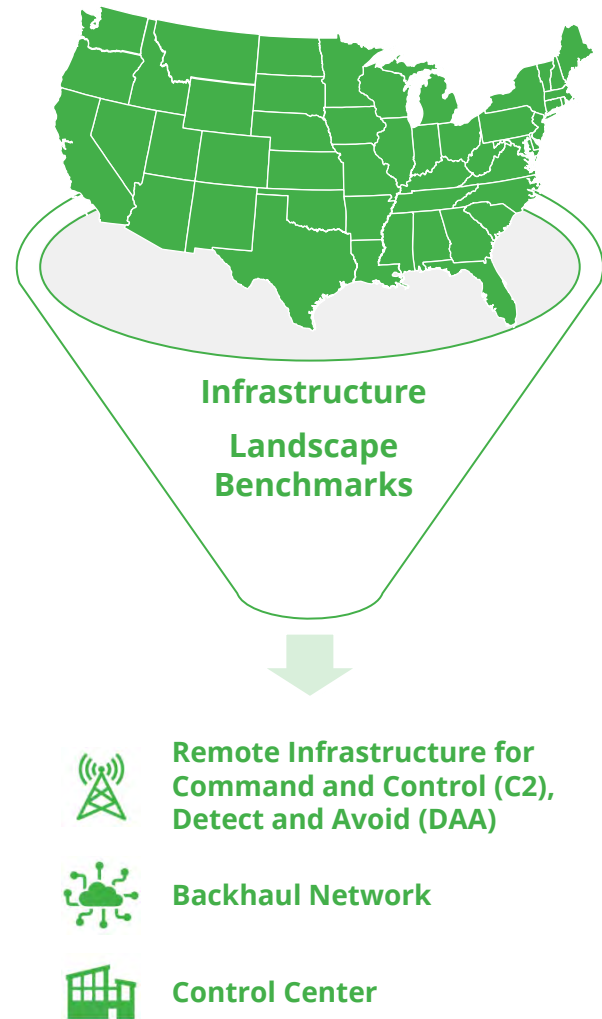 Infrastructure
Landscape
Benchmarks
Remote Infrastructure for
Command and Control (C2),
Detect and Avoid (DAA)
Backhaul Network
Control Center